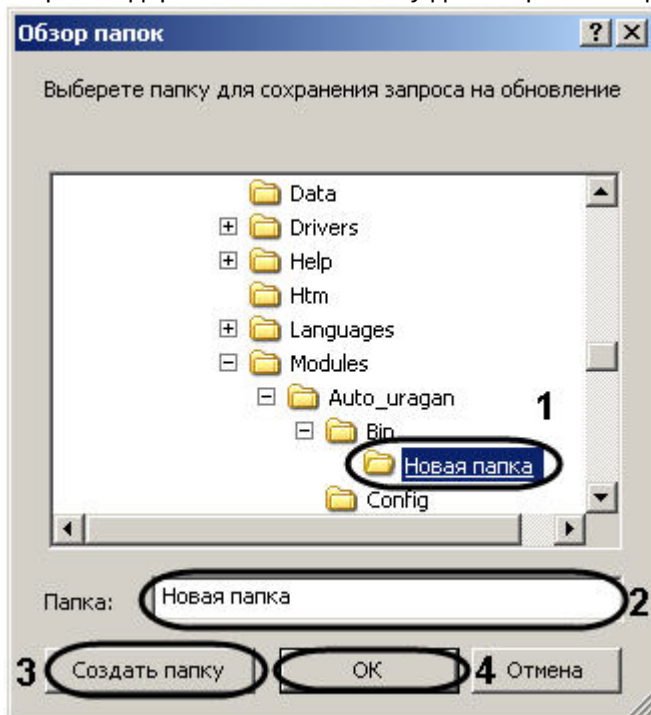 Обзор папок
Выберете папку для сохранения запроса на обновление
Data
Drivers
Help
Htm
Languages
Modules
Auto_uragan
1
Bin
Новая папка
Config
Папка: Новая папка 2
3 Создать папку OK 4 Отмена